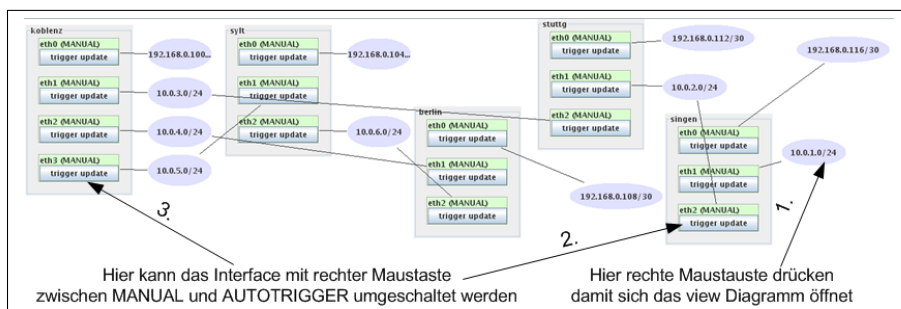 koblenz
eth0 (MANUAL)
trigger update
192.168.0.100...
eth1 (MANUAL)
trigger update
10.0.3.0/24
eth2 (MANUAL)
trigger update
10.0.4.0/24
eth3 (MANUAL)
trigger update
10.0.5.0/24
sylt
eth0 (MANUAL)
trigger update
192.168.0.104...
eth1 (MANUAL)
trigger update
eth2 (MANUAL)
trigger update
10.0.6.0/24
berlin
eth0 (MANUAL)
trigger update
eth1 (MANUAL)
trigger update
eth2 (MANUAL)
trigger update
192.168.0.108/30
stuttg
eth0 (MANUAL)
trigger update
192.168.0.112/30
eth1 (MANUAL)
trigger update
10.0.2.0/24
eth2 (MANUAL)
trigger update
192.168.0.116/30
singen
eth0 (MANUAL)
trigger update
eth1 (MANUAL)
trigger update
10.0.1.0/24
eth2 (MANUAL)
trigger update
3.
2.
1.
Hier kann das Interface mit rechter Maustaste
zwischen MANUAL und AUTOTRIGGER umgeschaltet werden
Hier rechte Maustauste drücken
damit sich das view Diagramm öffnet